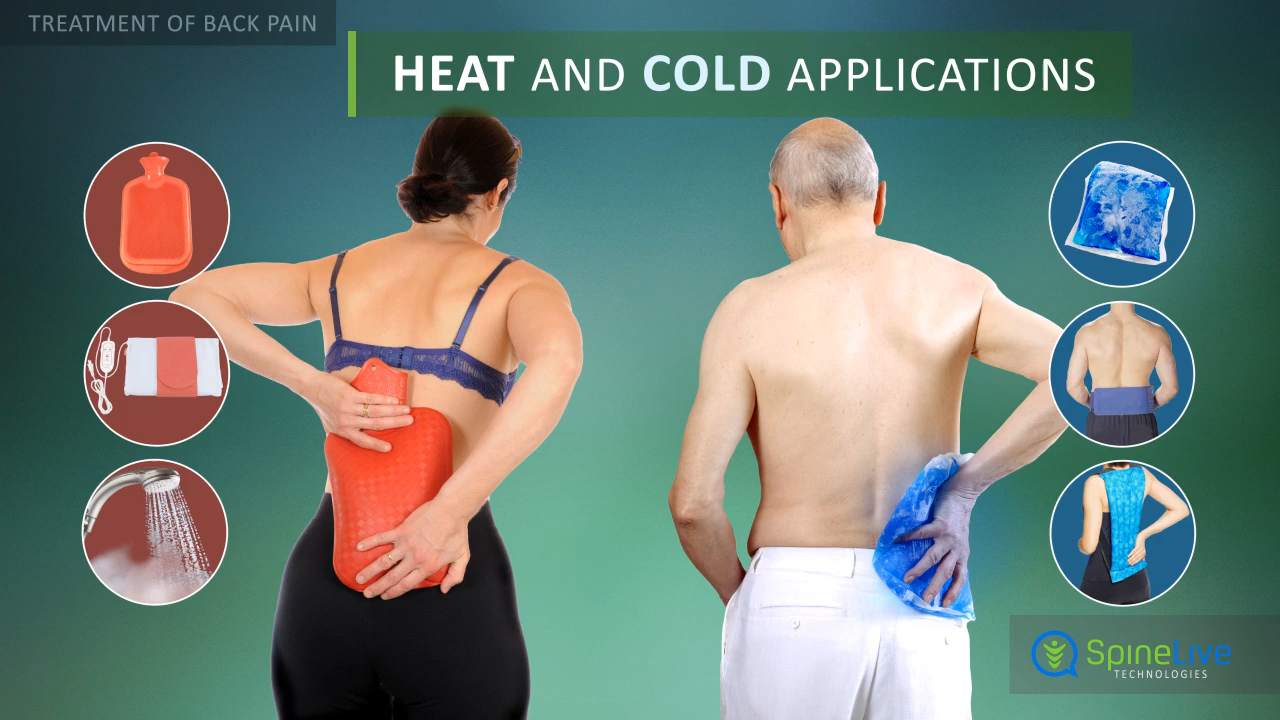 TREATMENT OF BACK PAIN
HEAT AND COLD APPLICATIONS
SpineLive
TECHNOLOGIES